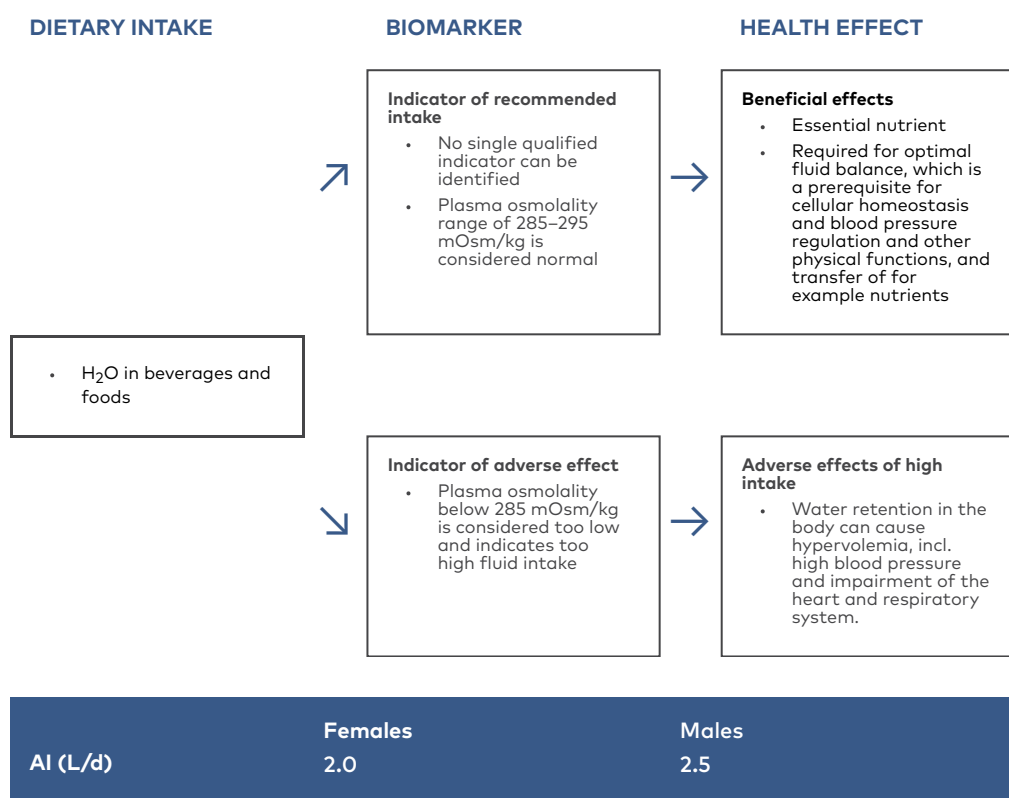 DIETARY INTAKE
BIOMARKER
HEALTH EFFECT
Indicator of recommended
intake
• No single qualified
indicator can be
identified
• Plasma osmolality
range of 285–295
mOsm/kg is
considered normal
Beneficial effects
• Essential nutrient
• Required for optimal
fluid balance, which is
a prerequisite for
cellular homeostasis
and blood pressure
regulation and other
physical functions, and
transfer of for
example nutrients
• H₂O in beverages and
foods
Indicator of adverse effect
• Plasma osmolality
below 285 mOsm/kg
is considered too low
and indicates too
high fluid intake
Adverse effects of high
intake
• Water retention in the
body can cause
hypervolemia, incl.
high blood pressure
and impairment of the
heart and respiratory
system.
Females Males
AI (L/d) 2.0 2.5